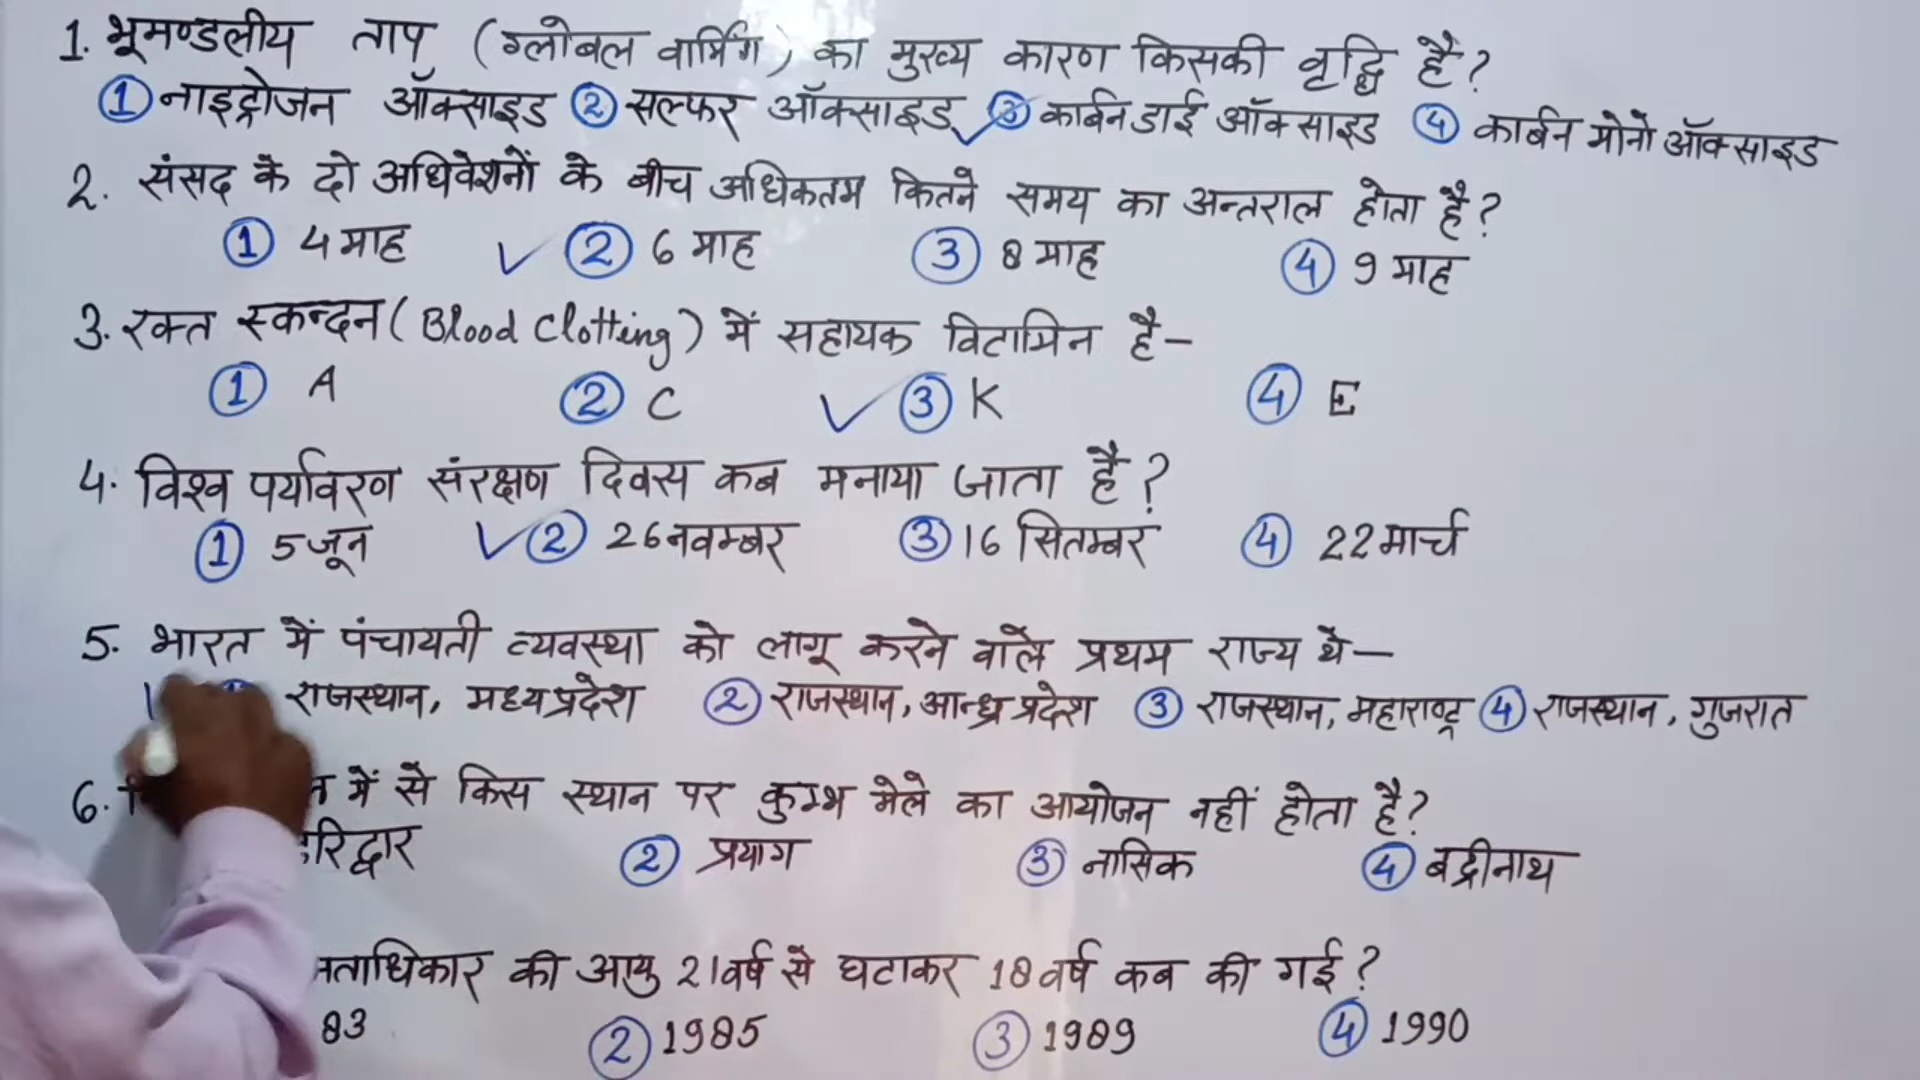 1. भूमण्डलीय ताप (ग्लोबल वार्मिंग) का मुख्य कारण किसकी वृद्धि है?
① नाइट्रोजन ऑक्साइड ② सल्फर ऑक्साइड ③ कार्बन डाई ऑक्साइड ④ कार्बन मोनो ऑक्साइड
2. संसद के दो अधिवेशनों के बीच अधिकतम कितने समय का अन्तराल होता है?
① 4 माह ② 6 माह ③ 8 माह ④ 9 माह
3. रक्त स्कन्दन (Blood Clotting) में सहायक विटामिन है-
① A ② C ③ K ④ E
4. विश्व पर्यावरण संरक्षण दिवस कब मनाया जाता है?
① 5 जून ② 26 नवम्बर ③ 16 सितम्बर ④ 22 मार्च
5. भारत में पंचायती व्यवस्था को लागू करने वाले प्रथम राज्य थे-
राजस्थान, मध्यप्रदेश ② राजस्थान, आन्ध्र प्रदेश ③ राजस्थान, महाराष्ट्र ④ राजस्थान, गुजरात
6. में से किस स्थान पर कुम्भ मेले का आयोजन नहीं होता है?
हरिद्वार ② प्रयाग ③ नासिक ④ बद्रीनाथ
मताधिकार की आयु 21 वर्ष से घटाकर 18 वर्ष कब की गई?
83 ② 1985 ③ 1989 ④ 1990